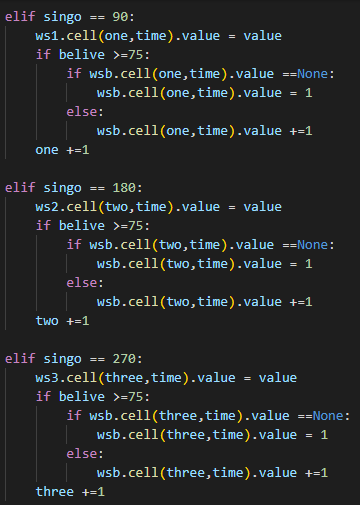 elif singo == 90:
    ws1.cell(one,time).value = value
    if belive >=75:
        if wsb.cell(one,time).value ==None:
            wsb.cell(one,time).value = 1
        else:
            wsb.cell(one,time).value +=1
    one +=1

elif singo == 180:
    ws2.cell(two,time).value = value
    if belive >=75:
        if wsb.cell(two,time).value ==None:
            wsb.cell(two,time).value = 1
        else:
            wsb.cell(two,time).value +=1
    two +=1

elif singo == 270:
    ws3.cell(three,time).value = value
    if belive >=75:
        if wsb.cell(three,time).value ==None:
            wsb.cell(three,time).value = 1
        else:
            wsb.cell(three,time).value +=1
    three +=1